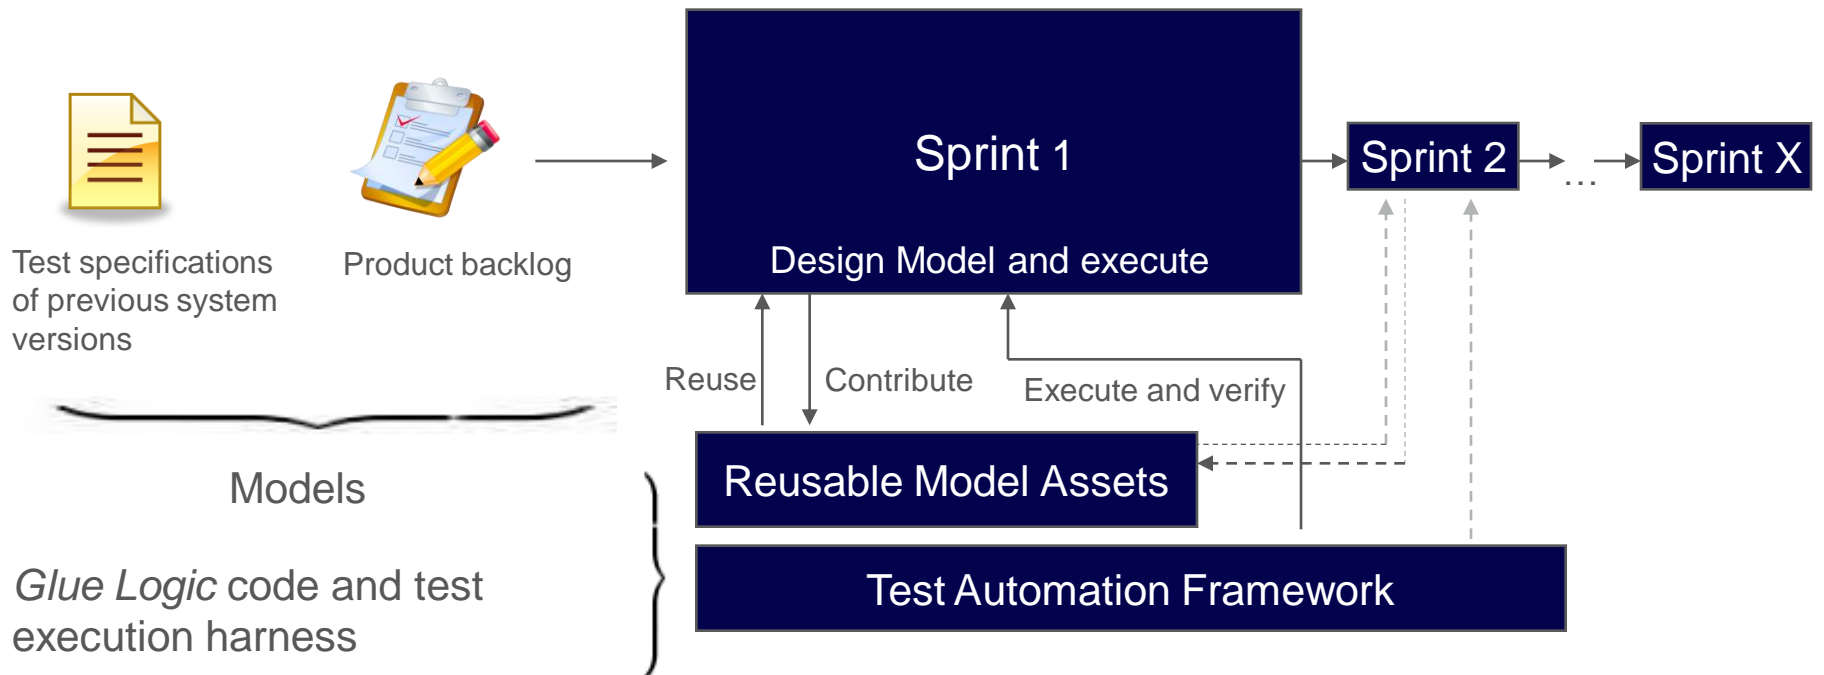 Sprint 1
Design Model and execute
Sprint 2
...
Sprint X
Test specifications
of previous system
versions
Product backlog
Reuse
Contribute
Execute and verify
Models
Reusable Model Assets
Glue Logic code and test
execution harness
Test Automation Framework